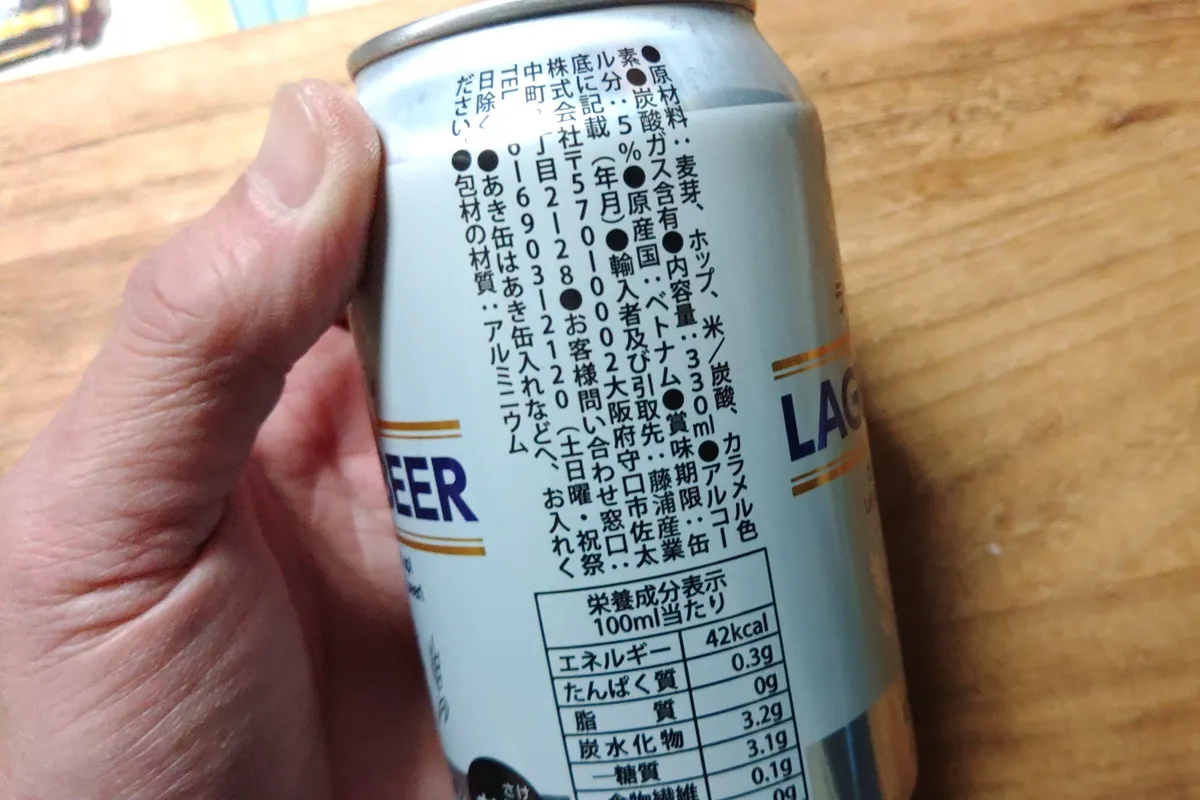 ●原材料:麦芽、ホップ、米/炭酸、カラメル色
素●炭酸ガス含有●内容量:330ml●アルコー
ル分:5%●原産国:ベトナム●賞味期限:缶
底に記載(年月)●輸入者及び引取先:藤浦産業
株式会社〒570-0002大阪府守口市佐太
中町 丁目2-28●お客様問い合わせ窓口:
TEL 6-6903-2120(土日曜・祝祭
日除く ●あき缶はあき缶入れなどへ、お入れく
ださい ●包材の材質:アルミニウム
栄養成分表示
100ml当たり
エネルギー 42kcal
たんぱく質 0.3g
脂質 0g
炭水化物 3.2g
―糖質 3.1g
食物繊維 0.1g
0g
BEER
LAG